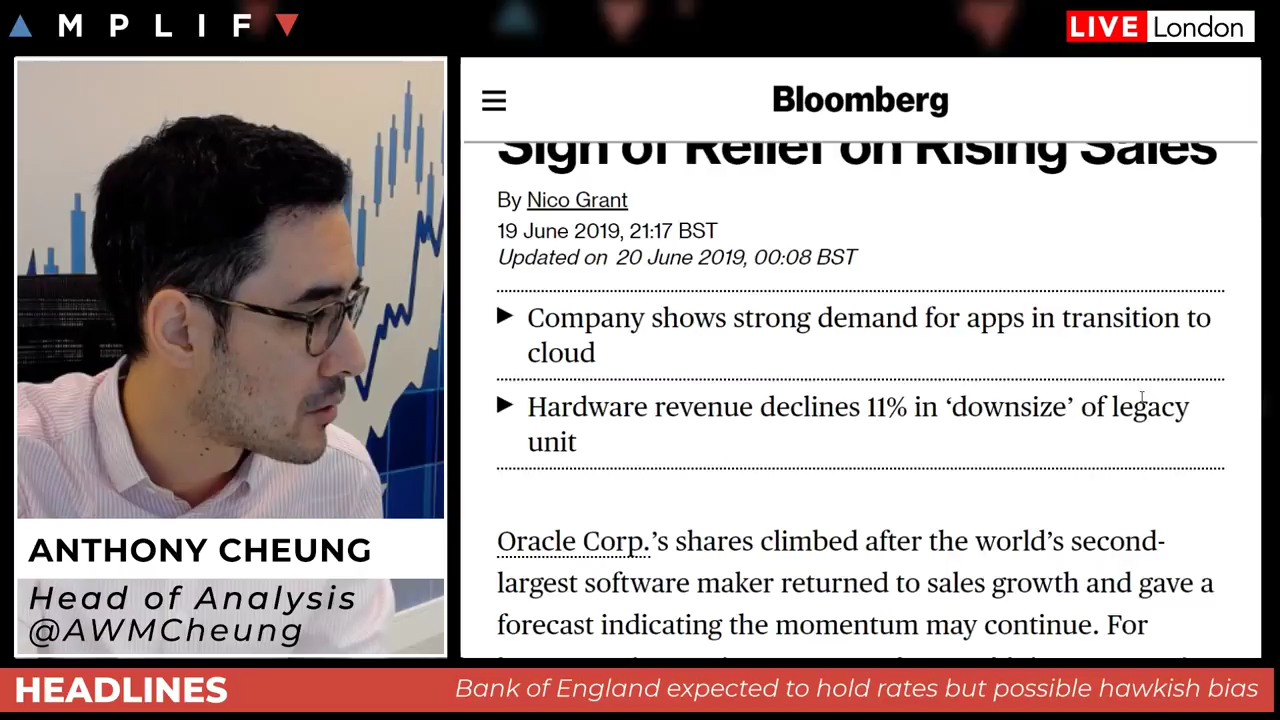 MPLIF
LIVE London
Bloomberg
Sigh of Relief on Rising Sales
By Nico Grant
19 June 2019, 21:17 BST
Updated on 20 June 2019, 00:08 BST
Company shows strong demand for apps in transition to
cloud
Hardware revenue declines 11% in ‘downsize’ of legacy
unit
Oracle Corp.’s shares climbed after the world’s second-
largest software maker returned to sales growth and gave a
forecast indicating the momentum may continue. For
ANTHONY CHEUNG
Head of Analysis
@AWMCheung
HEADLINES
Bank of England expected to hold rates but possible hawkish bias